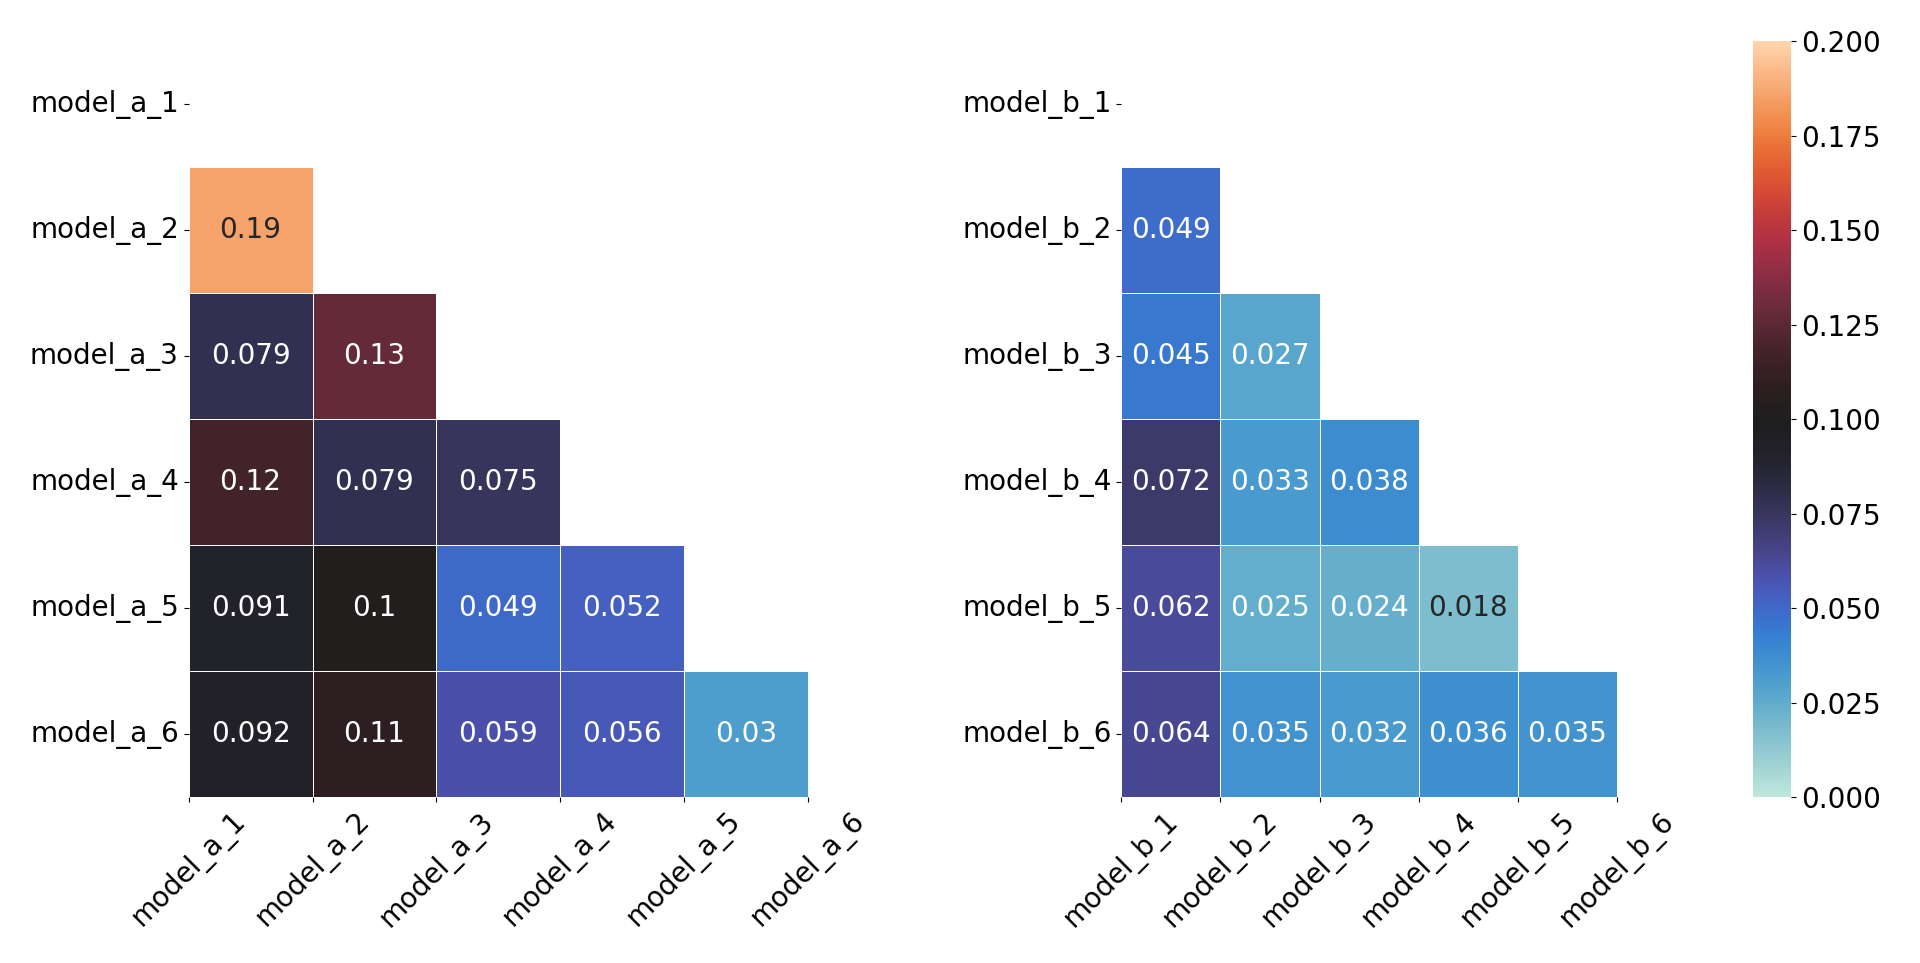 model_a_1
model_a_2 0.19
model_a_3 0.079 0.13
model_a_4 0.12 0.079 0.075
model_a_5 0.091 0.1 0.049 0.052
model_a_6 0.092 0.11 0.059 0.056 0.03
model_a_1 model_a_2 model_a_3 model_a_4 model_a_5 model_a_6
model_b_1
model_b_2 0.049
model_b_3 0.045 0.027
model_b_4 0.072 0.033 0.038
model_b_5 0.062 0.025 0.024 0.018
model_b_6 0.064 0.035 0.032 0.036 0.035
model_b_1 model_b_2 model_b_3 model_b_4 model_b_5 model_b_6
0.200
0.175
0.150
0.125
0.100
0.075
0.050
0.025
0.000